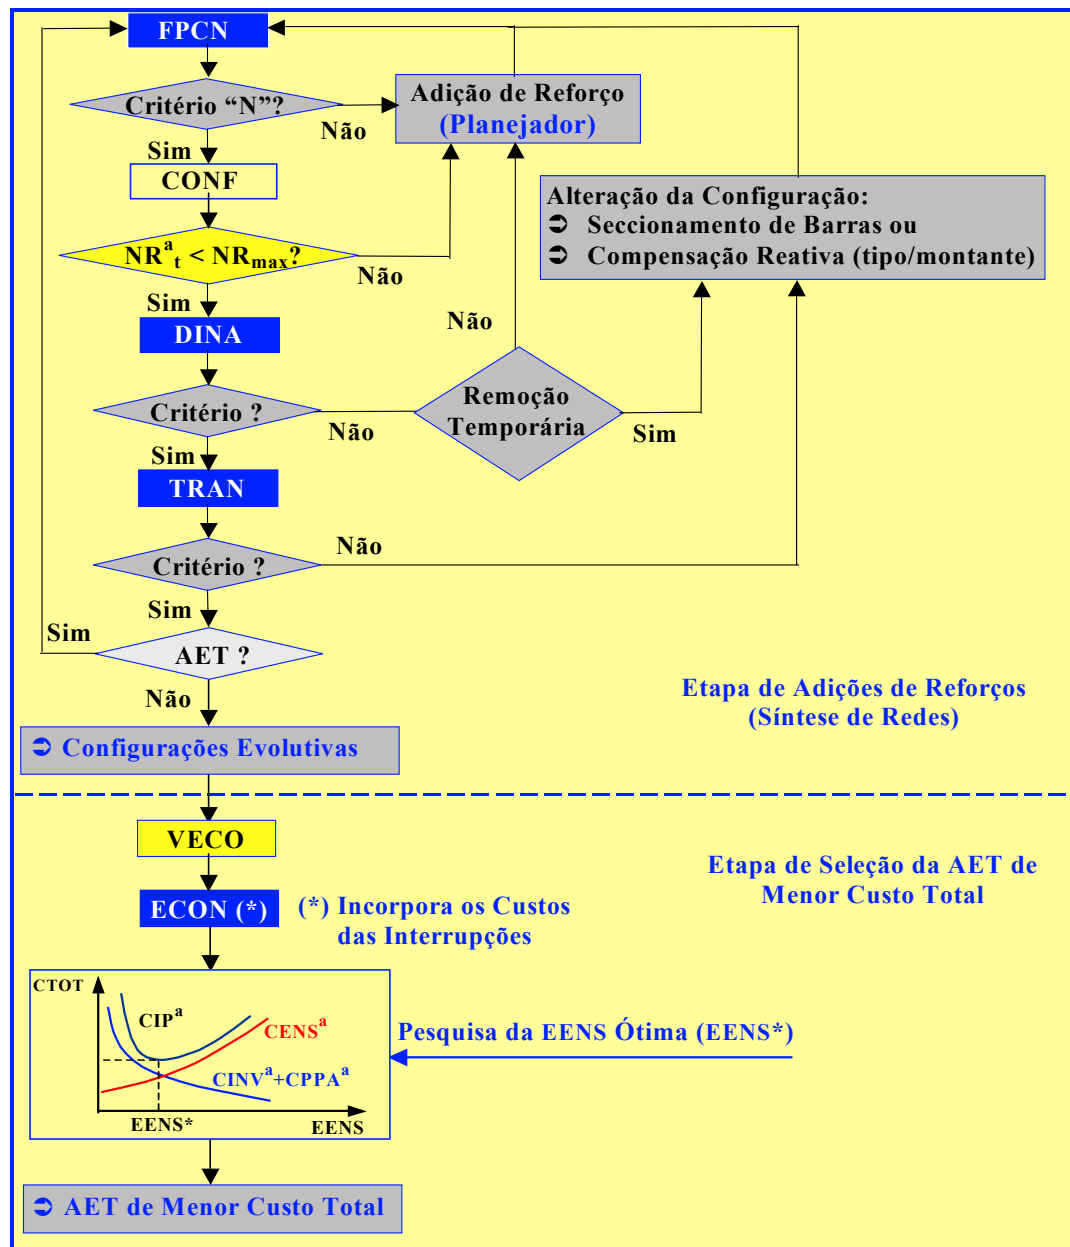 FPCN
Critério “N”?
Não
Adição de Reforço
(Planejador)
Sim
CONF
Alteração da Configuração:
➲ Seccionamento de Barras ou
➲ Compensação Reativa (tipo/montante)
NRᵃt < NRmax?
Não
Sim
DINA
Não
Critério ?
Não
Remoção
Temporária
Sim
Sim
TRAN
Não
Critério ?
Sim
Sim
AET ?
Não
Etapa de Adições de Reforços
(Síntese de Redes)
➲ Configurações Evolutivas
VECO
Etapa de Seleção da AET de
Menor Custo Total
ECON (*)
(*) Incorpora os Custos
das Interrupções
CTOT
CIPᵃ
CENSᵃ
CINVᵃ+CPPAᵃ
EENS*
EENS
Pesquisa da EENS Ótima (EENS*)
➲ AET de Menor Custo Total